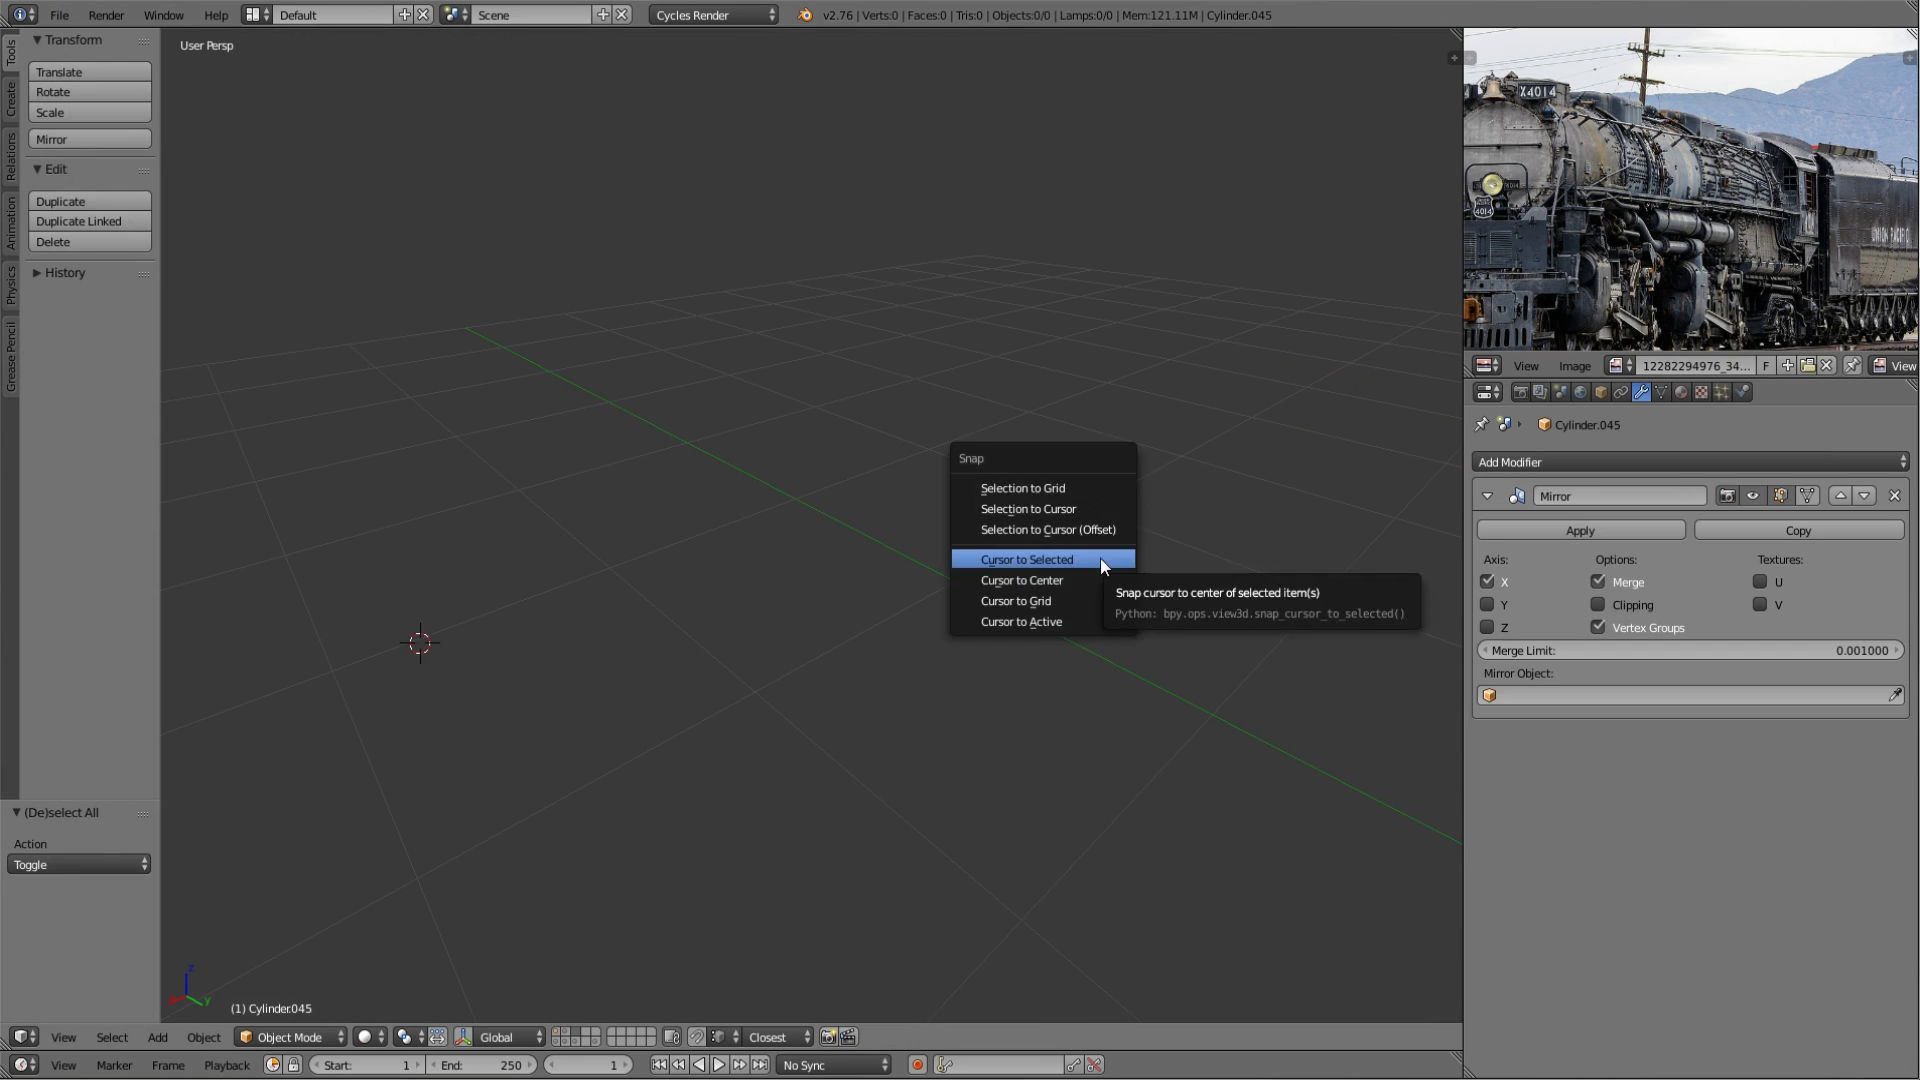 File Render Window Help Default Scene Cycles Render v2.76 | Verts:0 | Faces:0 | Tris:0 | Objects:0/0 | Lamps:0/0 | Mem:121.11M | Cylinder.045
Tools
Create
Relations
Animation
Physics
Grease Pencil
Transform
Translate
Rotate
Scale
Mirror
Edit
Duplicate
Duplicate Linked
Delete
History
(De)select All
Action
Toggle
User Persp
Snap
Selection to Grid
Selection to Cursor
Selection to Cursor (Offset)
Cursor to Selected
Cursor to Center
Cursor to Grid
Cursor to Active
Snap cursor to center of selected item(s)
Python: bpy.ops.view3d.snap_cursor_to_selected()
z
y
(1) Cylinder.045
X4014
4014
UNION PACIFIC
View Image 12282294976_34... F View
Cylinder.045
Add Modifier
Mirror
Apply Copy
Axis: Options: Textures:
X Merge U
Y Clipping V
Z Vertex Groups
Merge Limit: 0.001000
Mirror Object:
View Select Add Object Object Mode Global Closest
View Marker Frame Playback Start: 1 End: 250 1 No Sync